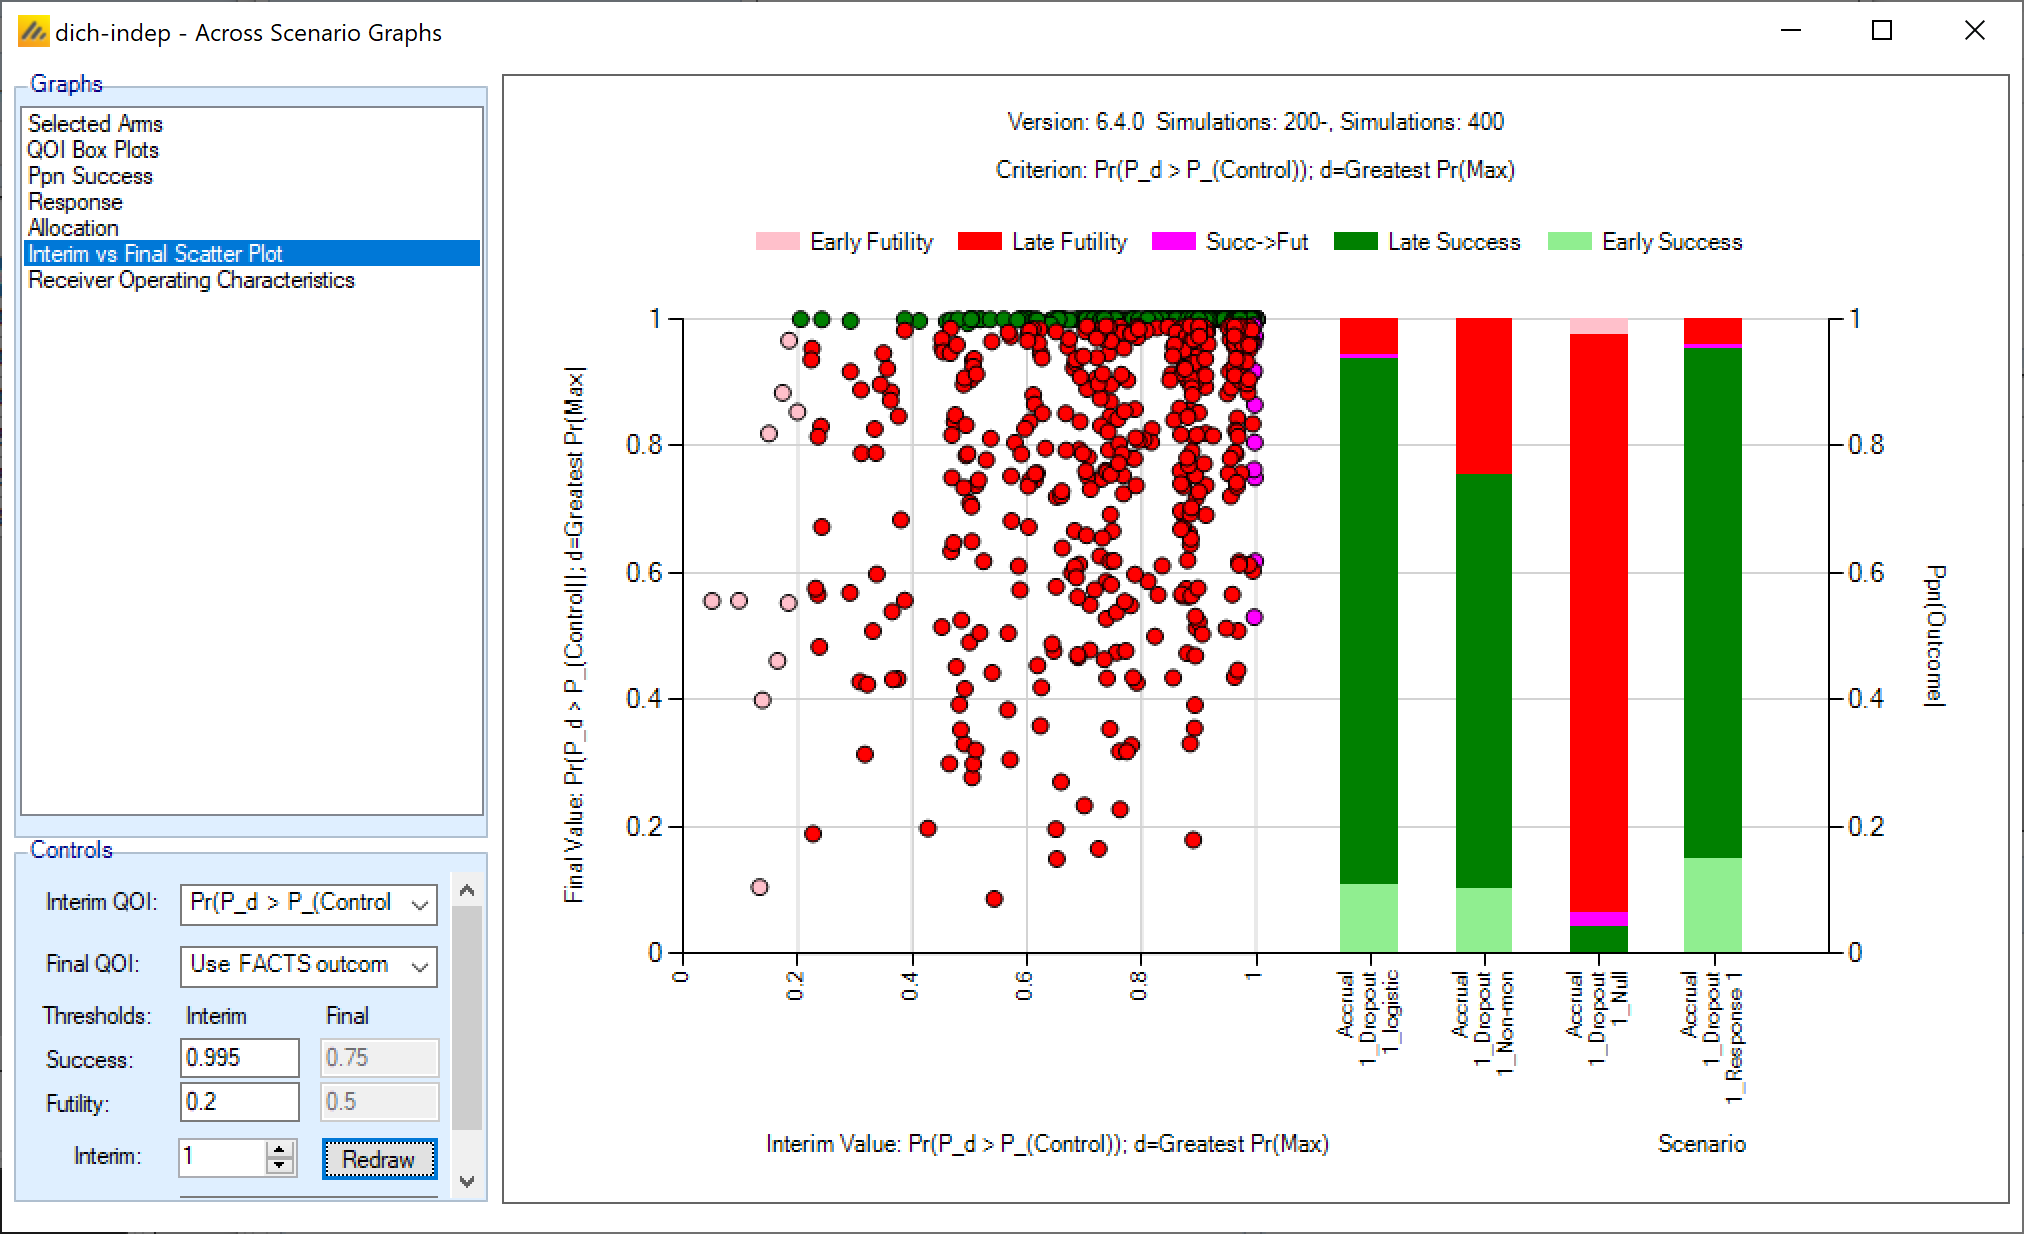 dich-indep - Across Scenario Graphs
Graphs
Selected Arms
QOI Box Plots
Ppn Success
Response
Allocation
Interim vs Final Scatter Plot
Receiver Operating Characteristics
Controls
Interim QOI: Pr(P_d > P_(Control
Final QOI: Use FACTS outcom
Thresholds: Interim Final
Success: 0.995 0.75
Futility: 0.2 0.5
Interim: 1 Redraw
Version: 6.4.0 Simulations: 200-, Simulations: 400
Criterion: Pr(P_d > P_(Control)); d=Greatest Pr(Max)
Early Futility Late Futility Succ->Fut Late Success Early Success
Final Value: Pr(P_d > P_(Control)); d=Greatest Pr(Max)
1
0.8
0.6
0.4
0.2
0
0 0.2 0.4 0.6 0.8 1
Interim Value: Pr(P_d > P_(Control)); d=Greatest Pr(Max)
Accrual
1_Dropout
1_logistic
Accrual
1_Dropout
1_Non-mon
Accrual
1_Dropout
1_Null
Accrual
1_Dropout
1_Response 1
Scenario
1
0.8
0.6
0.4
0.2
0
Ppn(Outcome)